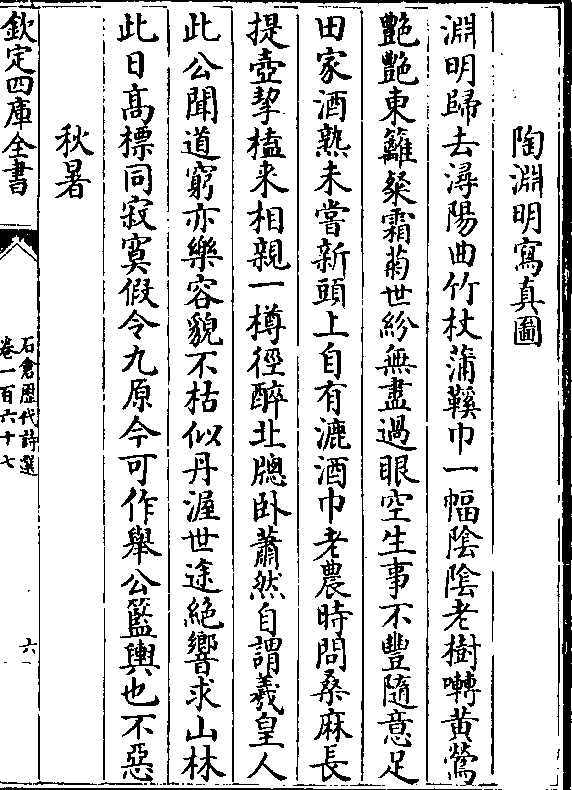 陶淵明寫真圖
淵明歸去潯陽曲竹杖蒲鞵巾一幅陰陰老樹囀黃鶯
艷艷東籬粲霜菊世紛無盡過眼空生事不豐隨意足
田家酒熟未嘗新頭上自有漉酒巾老農時問桑麻長
提壺挈榼来相親一樽徑醉北牕卧蕭然自謂羲皇人
此公聞道窮亦樂容貌不枯似丹渥世途絶響求山林
此日髙標同寂寞假令九原今可作舉公籃輿也不惡
秋暑
欽定四庫全書
石倉歴代詩選
卷一百六十七
六